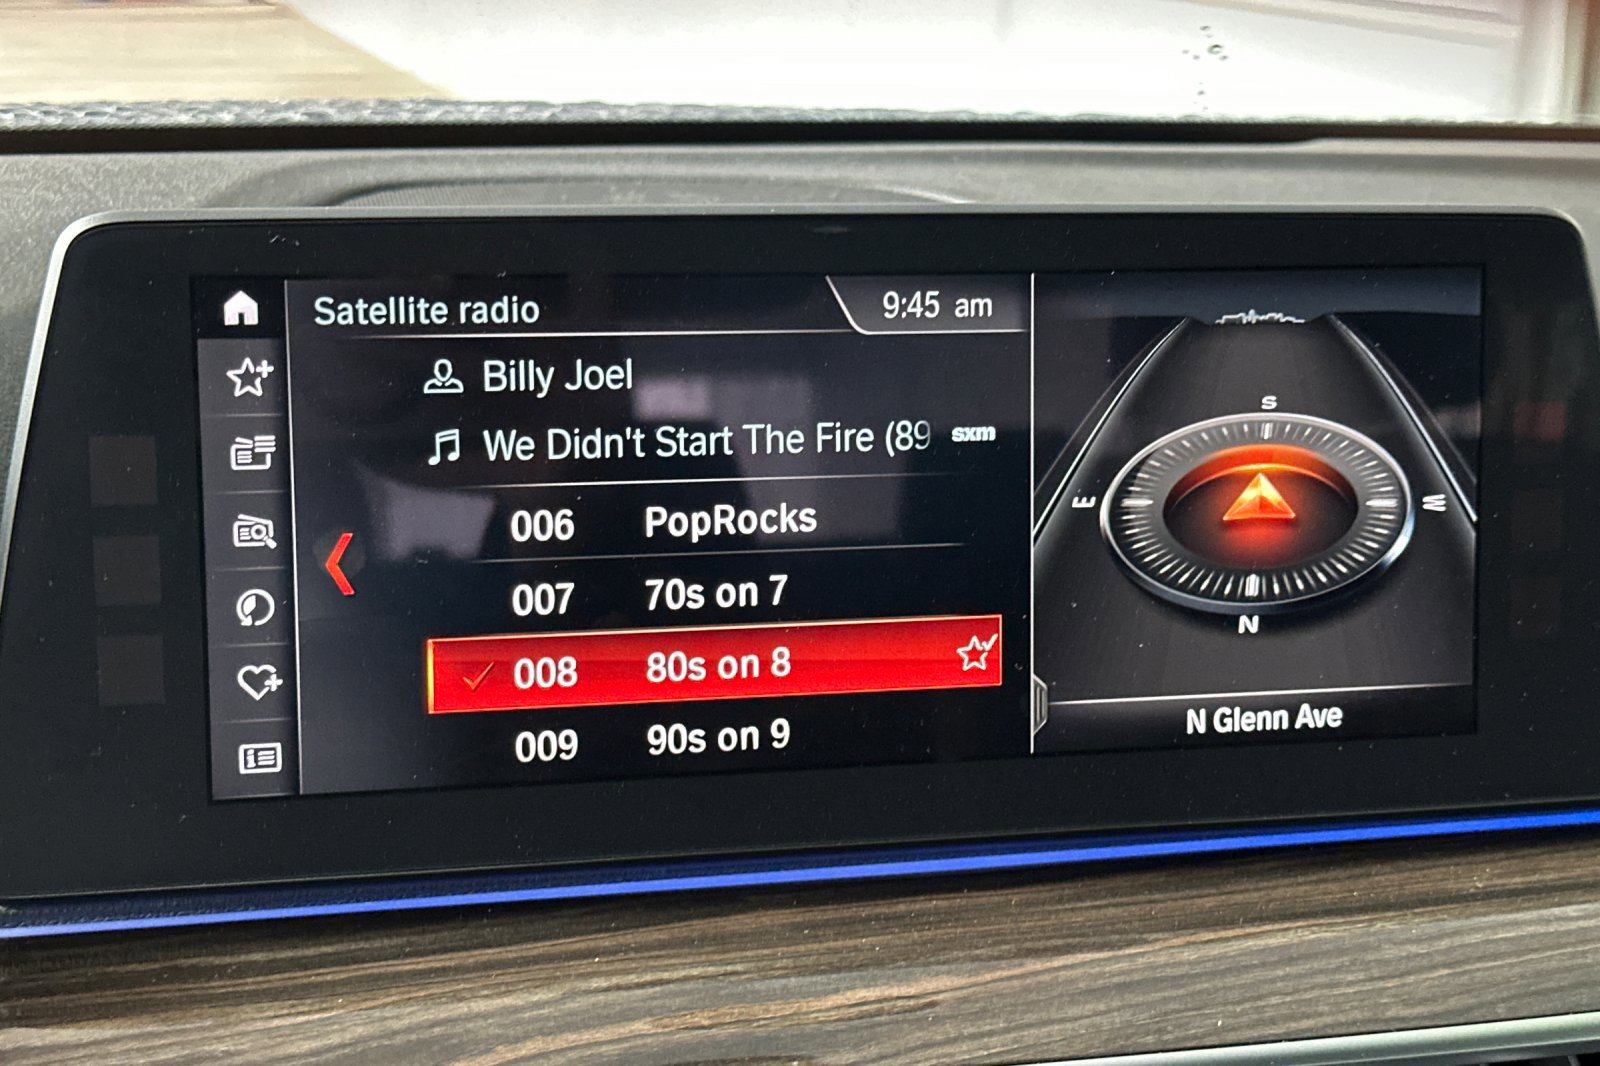 Satellite radio
9:45 am
Billy Joel
We Didn't Start The Fire (89
sxm
006 PopRocks
007 70s on 7
008 80s on 8
009 90s on 9
S
E
W
N
N Glenn Ave